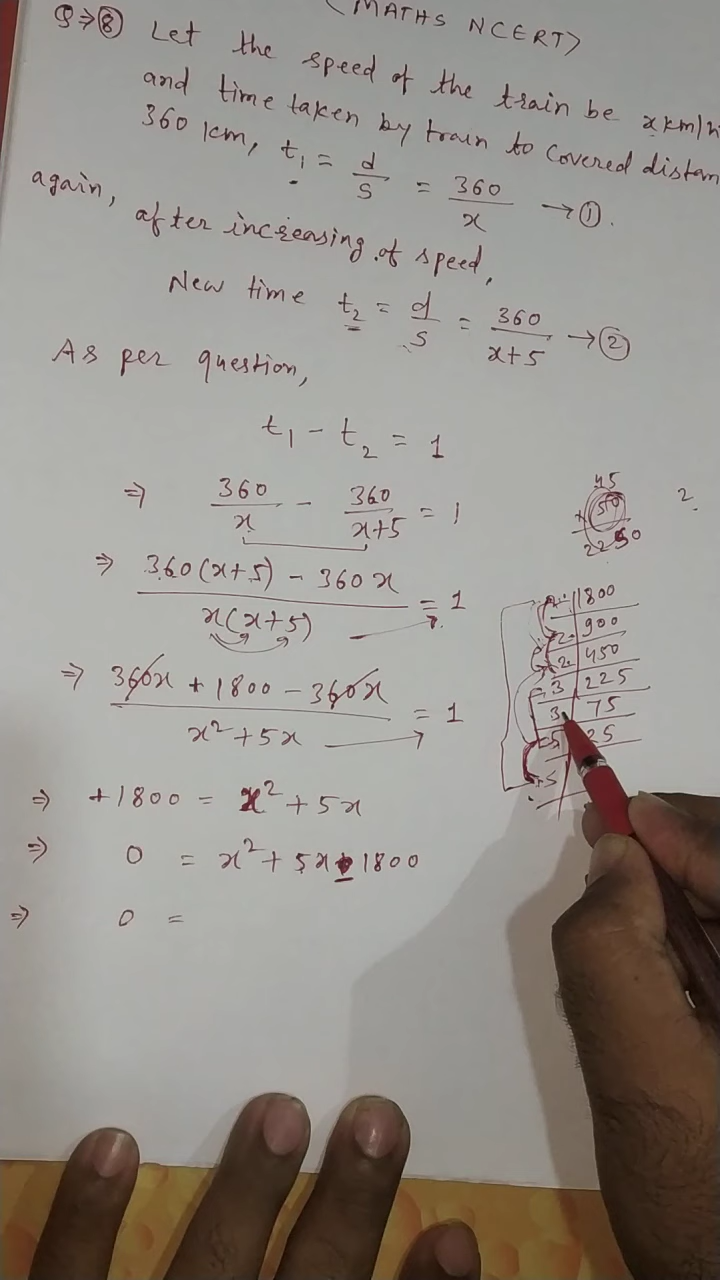 (MATHS NCERT)
Q⇒⑧ Let the speed of the train be x km/h
and time taken by train to covered distan
360 km, t₁ = d/s = 360/x → ①.
again, after increasing of speed,
New time t₂ = d/s = 360/x+5 → ②
As per question,
t₁ - t₂ = 1
⇒ 360/x - 360/x+5 = 1
⇒ 360(x+5) - 360x / x(x+5) = 1
⇒ 360x + 1800 - 360x / x² + 5x = 1
⇒ +1800 = x² + 5x
⇒ 0 = x² + 5x - 1800
⇒ 0 =
45
×50
2250
2.
2 1800
2 900
2 450
3 225
3 75
5 25
5